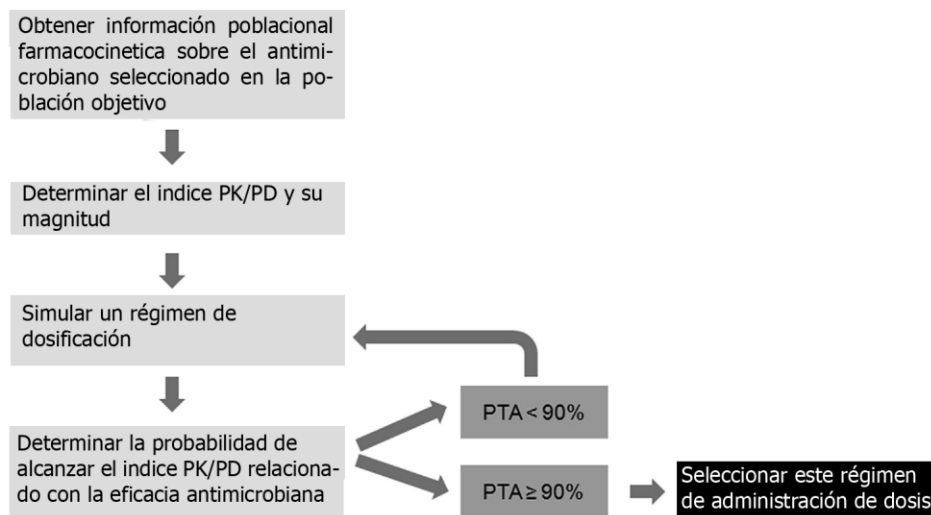 Obtener información poblacional
farmacocinetica sobre el antimi-
crobiano seleccionado en la po-
blación objetivo
Determinar el indice PK/PD y su
magnitud
Simular un régimen de
dosificación
Determinar la probabilidad de
alcanzar el indice PK/PD relaciona-
do con la eficacia antimicrobiana
PTA < 90%
PTA ≥ 90%
Seleccionar este régimen
de administración de dosis